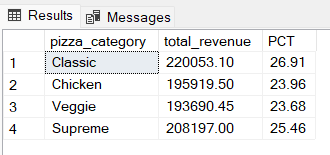 Results Messages
pizza_category total_revenue PCT
1 Classic 220053.10 26.91
2 Chicken 195919.50 23.96
3 Veggie 193690.45 23.68
4 Supreme 208197.00 25.46